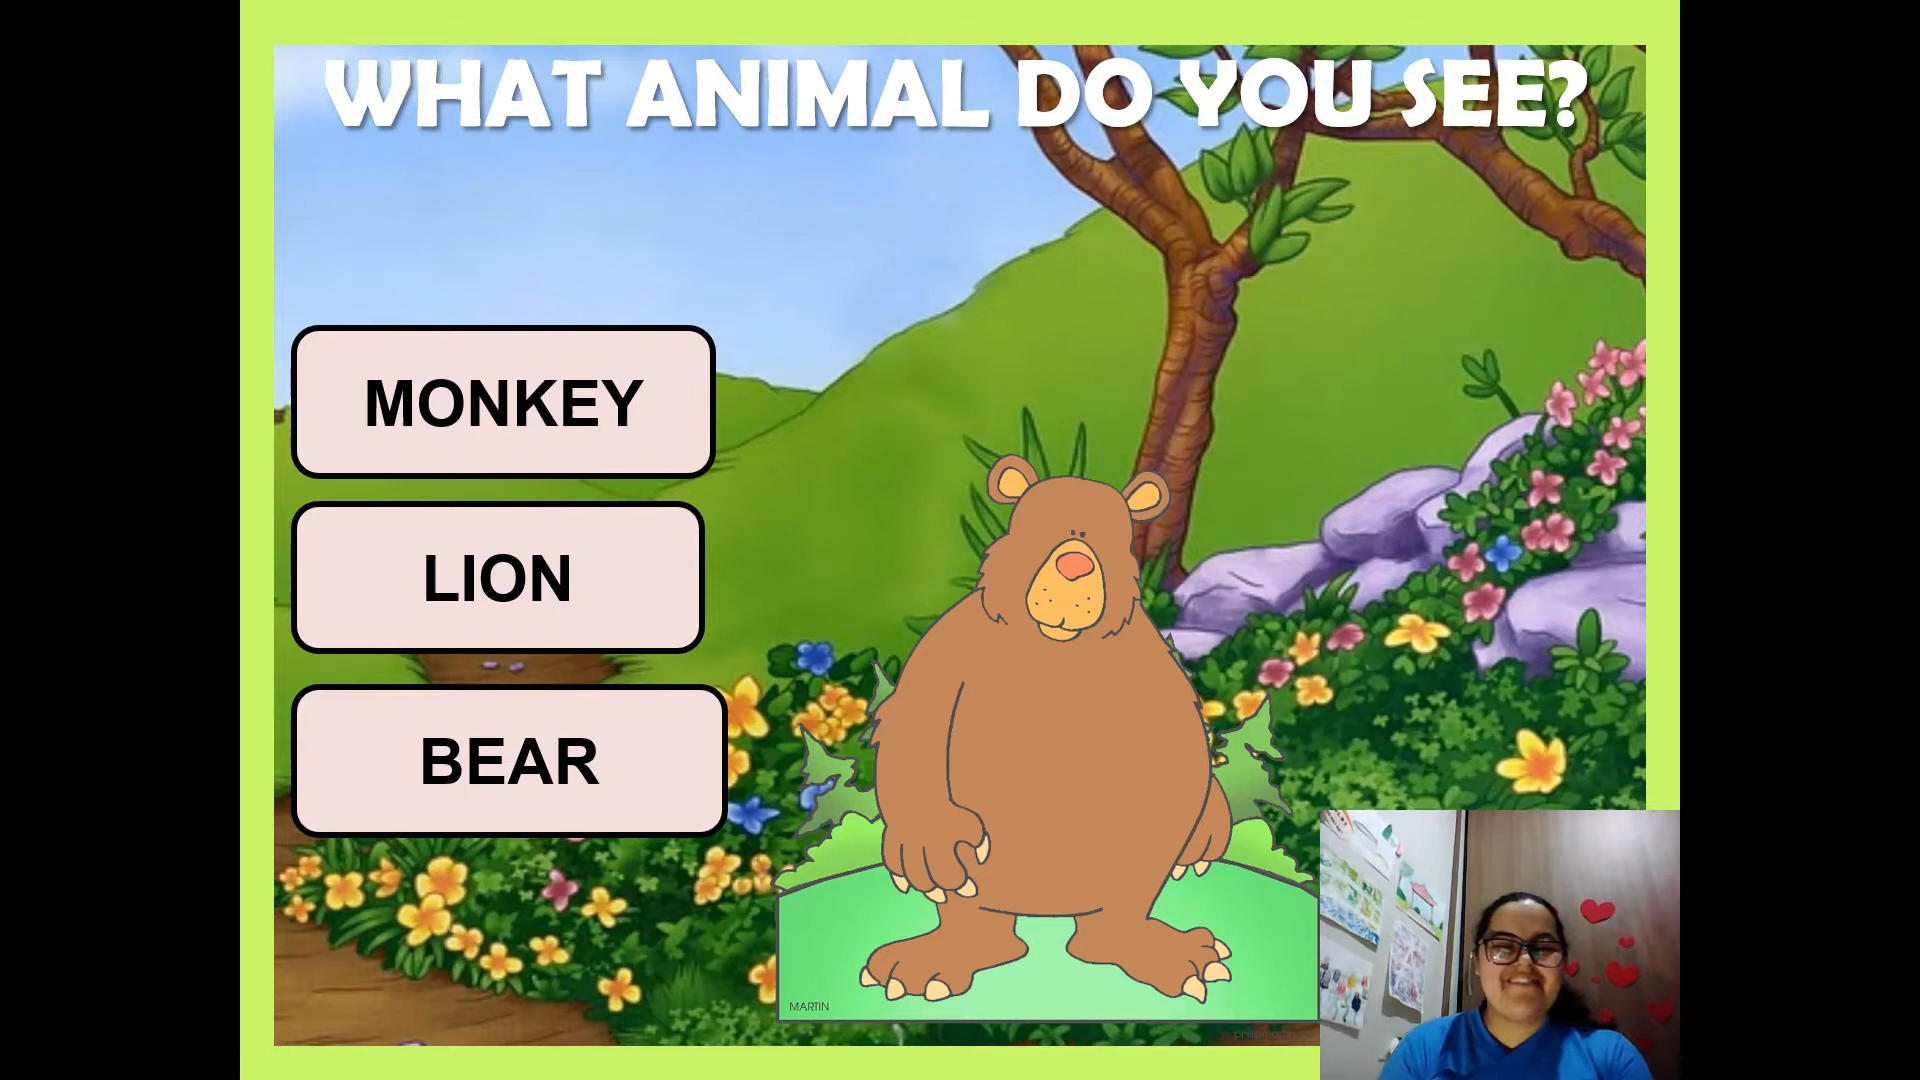 WHAT ANIMAL DO YOU SEE?
MONKEY
LION
BEAR
MARTIN